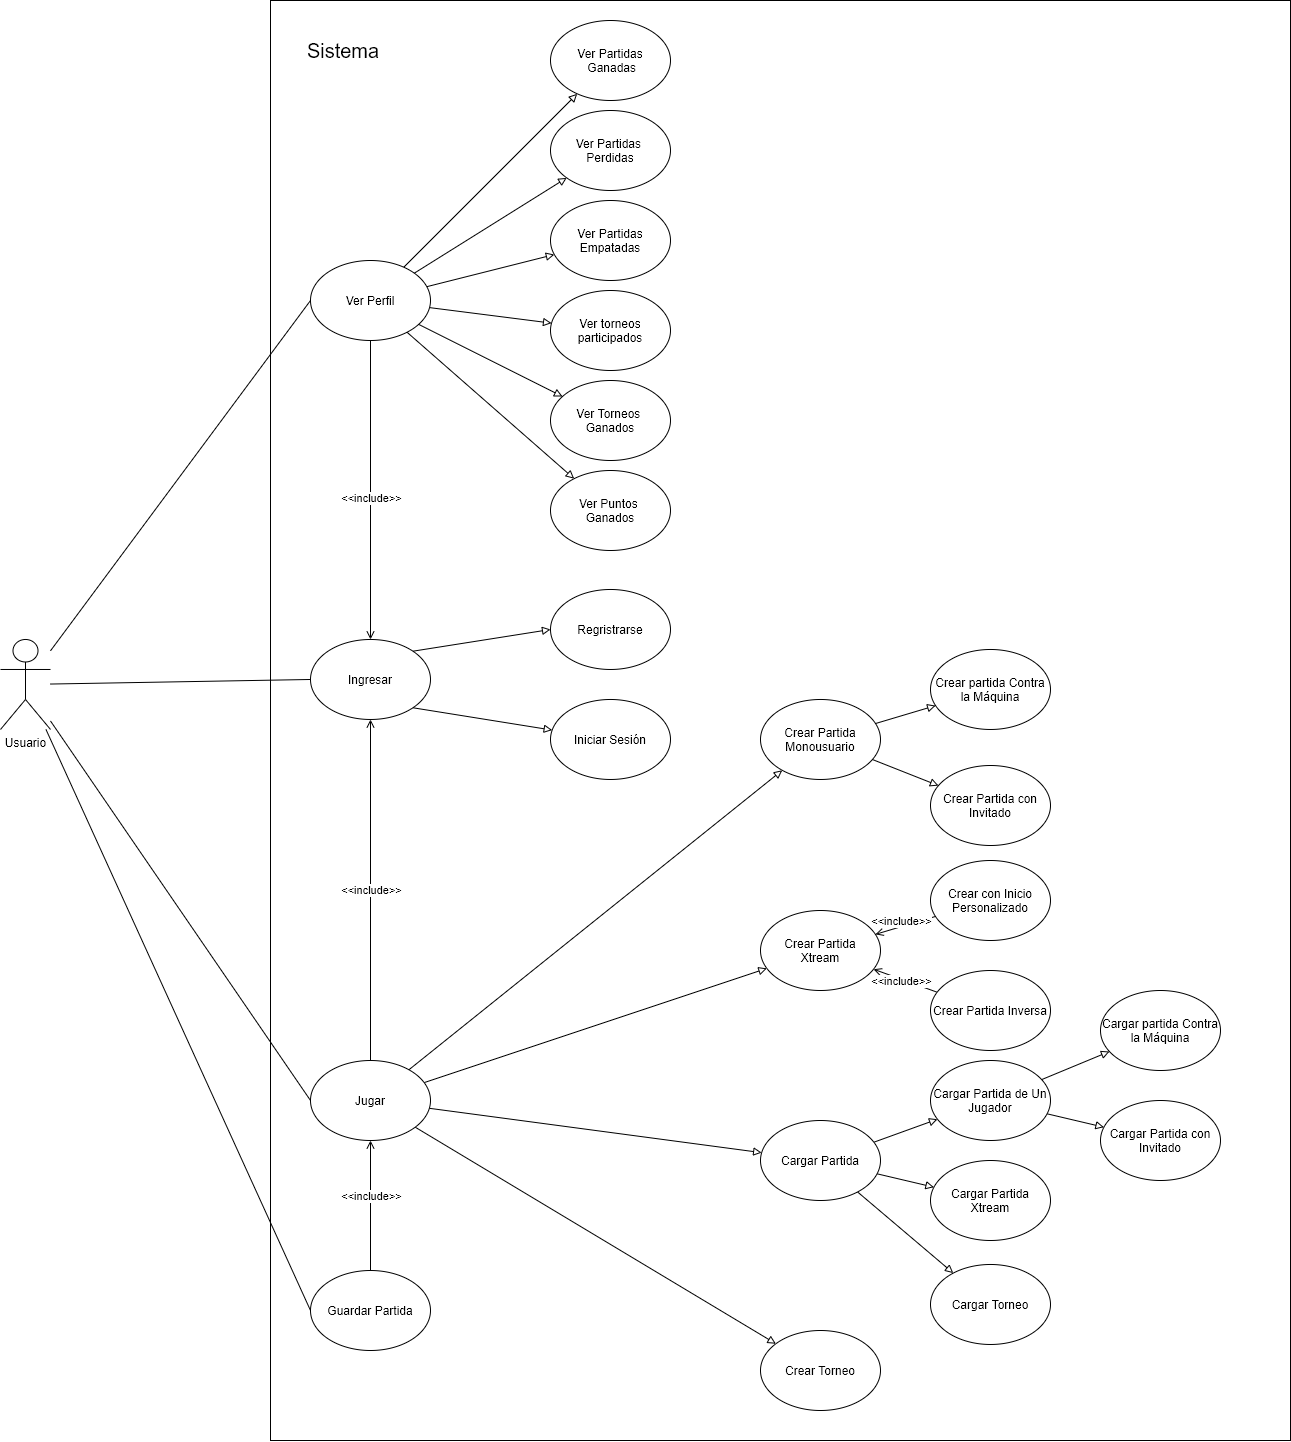 Sistema
Ver Partidas
Ganadas
Ver Partidas
Perdidas
Ver Partidas
Empatadas
Ver Perfil
Ver torneos
participados
Ver Torneos
Ganados
<<include>>
Ver Puntos
Ganados
Regristrarse
Ingresar
Iniciar Sesión
Usuario
Crear Partida
Monousuario
Crear partida Contra
la Máquina
Crear Partida con
Invitado
<<include>>
Crear con Inicio
Personalizado
<<include>>
Crear Partida
Xtream
<<include>>
Crear Partida Inversa
Cargar partida Contra
la Máquina
Jugar
Cargar Partida de Un
Jugador
Cargar Partida con
Invitado
Cargar Partida
<<include>>
Cargar Partida
Xtream
Guardar Partida
Cargar Torneo
Crear Torneo